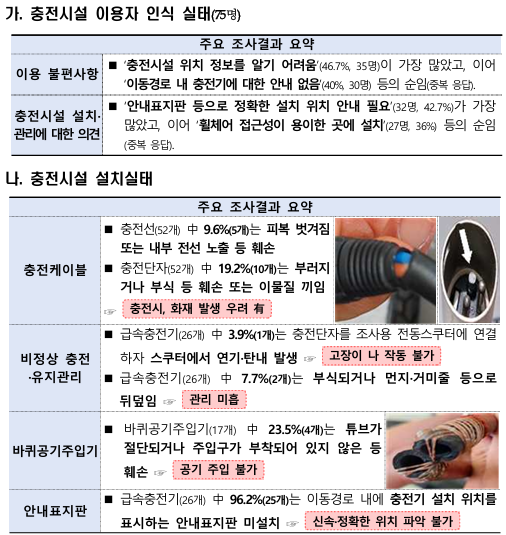 가. 충전시설 이용자 인식 실태(75명)
주요 조사결과 요약
이용 불편사항
■ ‘충전시설 위치 정보를 알기 어려움’(46.7%, 35명)이 가장 많았고, 이어
‘이동경로 내 충전기에 대한 안내 없음’(40%, 30명) 등의 순임(중복 응답).
충전시설 설치·
관리에 대한 의견
■ ‘안내표지판 등으로 정확한 설치 위치 안내 필요’(32명, 42.7%)가 가장
많았고, 이어 ‘휠체어 접근성이 용이한 곳에 설치’(27명, 36%) 등의 순임
(중복 응답).
나. 충전시설 설치실태
주요 조사결과 요약
충전케이블
■ 충전선(52개) 中 9.6%(5개)는 피복 벗겨짐
또는 내부 전선 노출 등 훼손
■ 충전단자(52개) 中 19.2%(10개)는 부러지
거나 부식 등 훼손 또는 이물질 끼임
☞ 충전시, 화재 발생 우려 有
비정상 충전
·유지관리
■ 급속충전기(26개) 中 3.9%(1개)는 충전단자를 조사용 전동스쿠터에 연결
하자 스쿠터에서 연기·탄내 발생 ☞ 고장이 나 작동 불가
■ 급속충전기(26개) 中 7.7%(2개)는 부식되거나 먼지·거미줄 등으로
뒤덮임 ☞ 관리 미흡
바퀴공기주입기
■ 바퀴공기주입기(17개) 中 23.5%(4개)는 튜브가
절단되거나 주입구가 부착되어 있지 않은 등
훼손 ☞ 공기 주입 불가
안내표지판
■ 급속충전기(26개) 中 96.2%(25개)는 이동경로 내에 충전기 설치 위치를
표시하는 안내표지판 미설치 ☞ 신속·정확한 위치 파악 불가